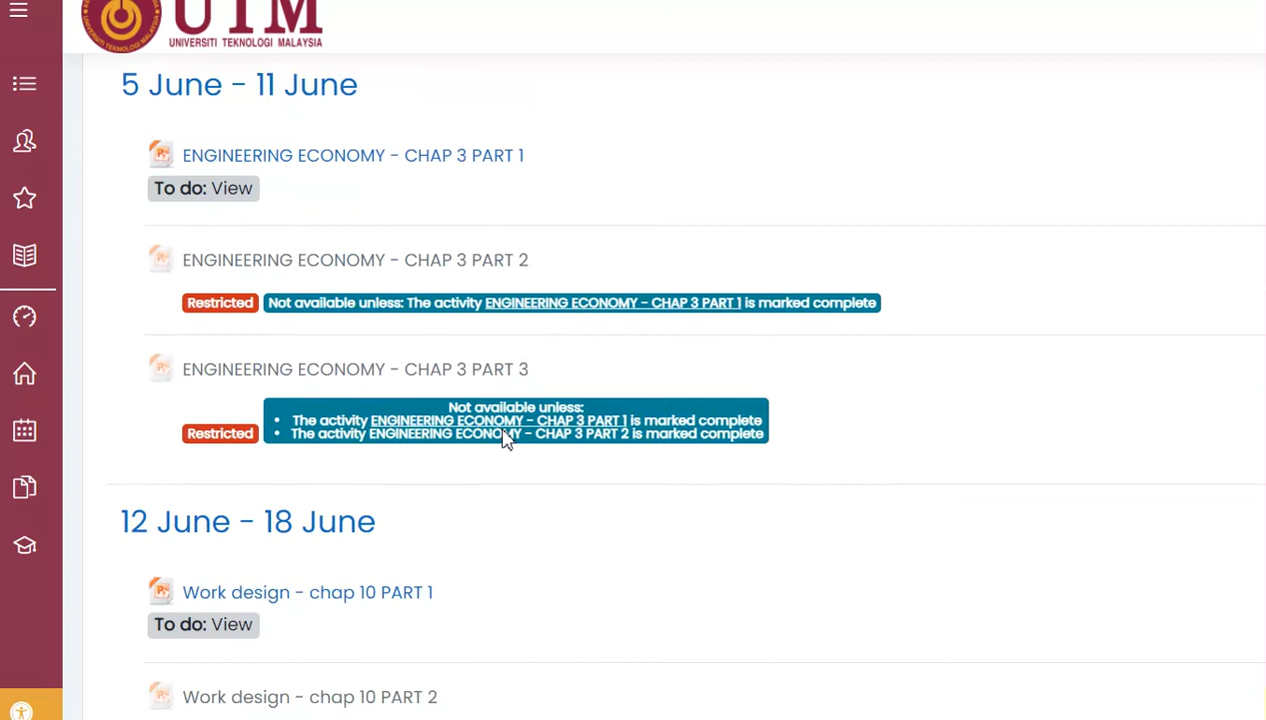 UTM
UNIVERSITI TEKNOLOGI MALAYSIA
5 June - 11 June
ENGINEERING ECONOMY - CHAP 3 PART 1
To do: View
ENGINEERING ECONOMY - CHAP 3 PART 2
Restricted Not available unless: The activity ENGINEERING ECONOMY - CHAP 3 PART 1 is marked complete
ENGINEERING ECONOMY - CHAP 3 PART 3
Not available unless:
• The activity ENGINEERING ECONOMY - CHAP 3 PART 1 is marked complete
Restricted • The activity ENGINEERING ECONOMY - CHAP 3 PART 2 is marked complete
12 June - 18 June
Work design - chap 10 PART 1
To do: View
Work design - chap 10 PART 2